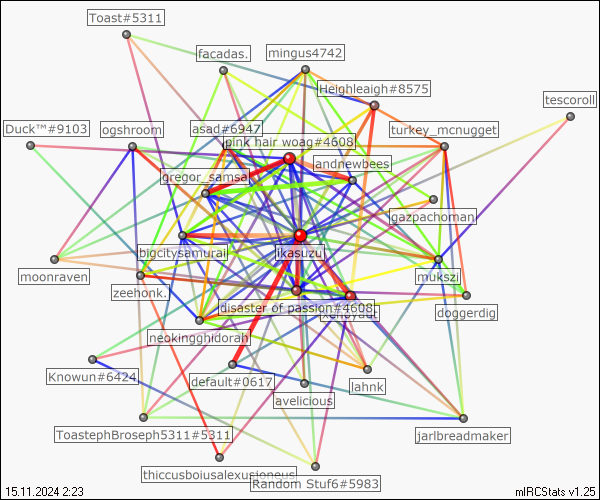 Toast#5311
facadas.
mingus4742
Heighleaigh#8575
tescoroll
Duck™#9103
ogshroom
asad#6947
turkey_mcnugget
pink hair woag#4608
andnewbees
gregor_samsa
gazpachoman
bigcitysamurai
ikasuzu
moonraven
mukszi
zeehonk.
disaster of passion#4608
doggerdig
neokingghidorah
Knowun#6424
default#0617
lahnk
avelicious
ToastephBroseph5311#5311
jarlbreadmaker
thiccusboiusalexusioneus
Random Stuf6#5983
15.11.2024 2:23
mIRCStats v1.25